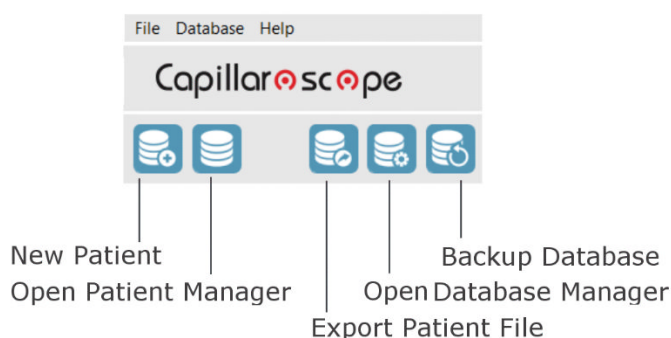 File Database Help
Capillaroscope
New Patient
Backup Database
Open Patient Manager
Open Database Manager
Export Patient File